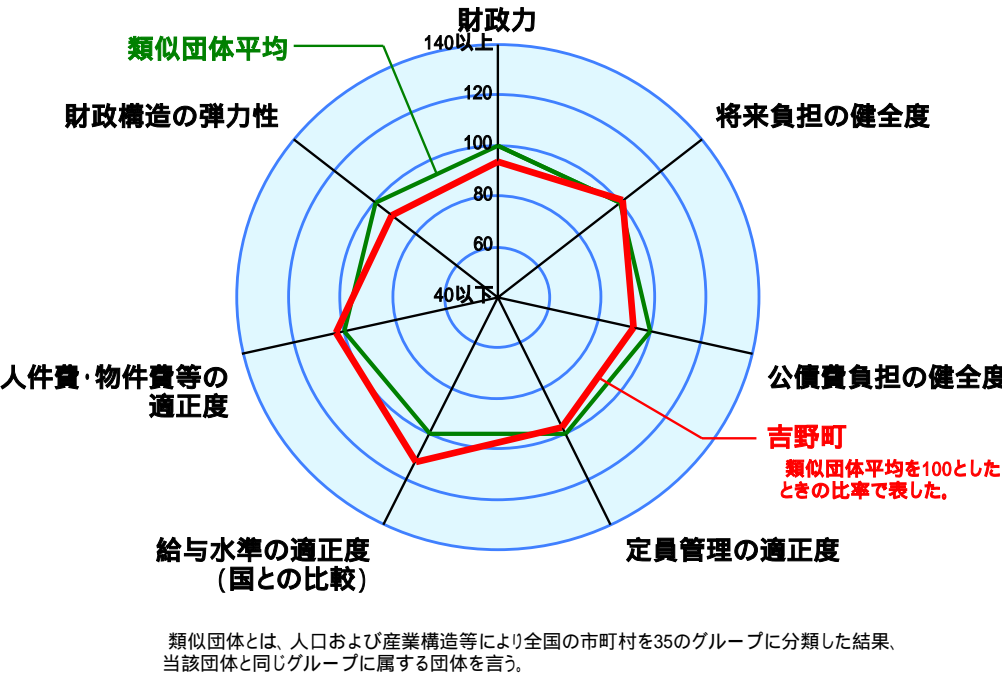 財政力
類似団体平均
140以上
120
100
80
60
40以下
財政構造の弾力性
将来負担の健全度
人件費・物件費等の
適正度
公債費負担の健全度
吉野町
類似団体平均を100とした
ときの比率で表した。
給与水準の適正度
(国との比較)
定員管理の適正度
類似団体とは、人口および産業構造等により全国の市町村を35のグループに分類した結果、
当該団体と同じグループに属する団体を言う。